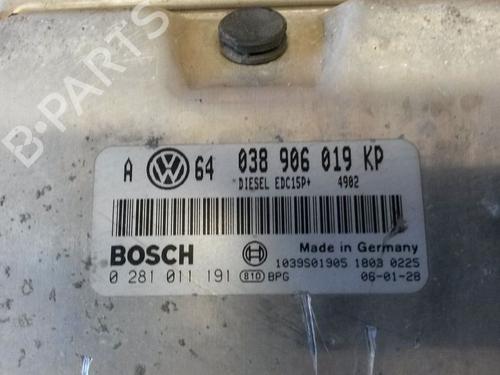 B-PARTS
A 64 038 906 019 KP
DIESEL EDC15P+ 4902
BOSCH
Made in Germany
0 281 011 191 810 BPG
1039S01905 1803 0225
06-01-28